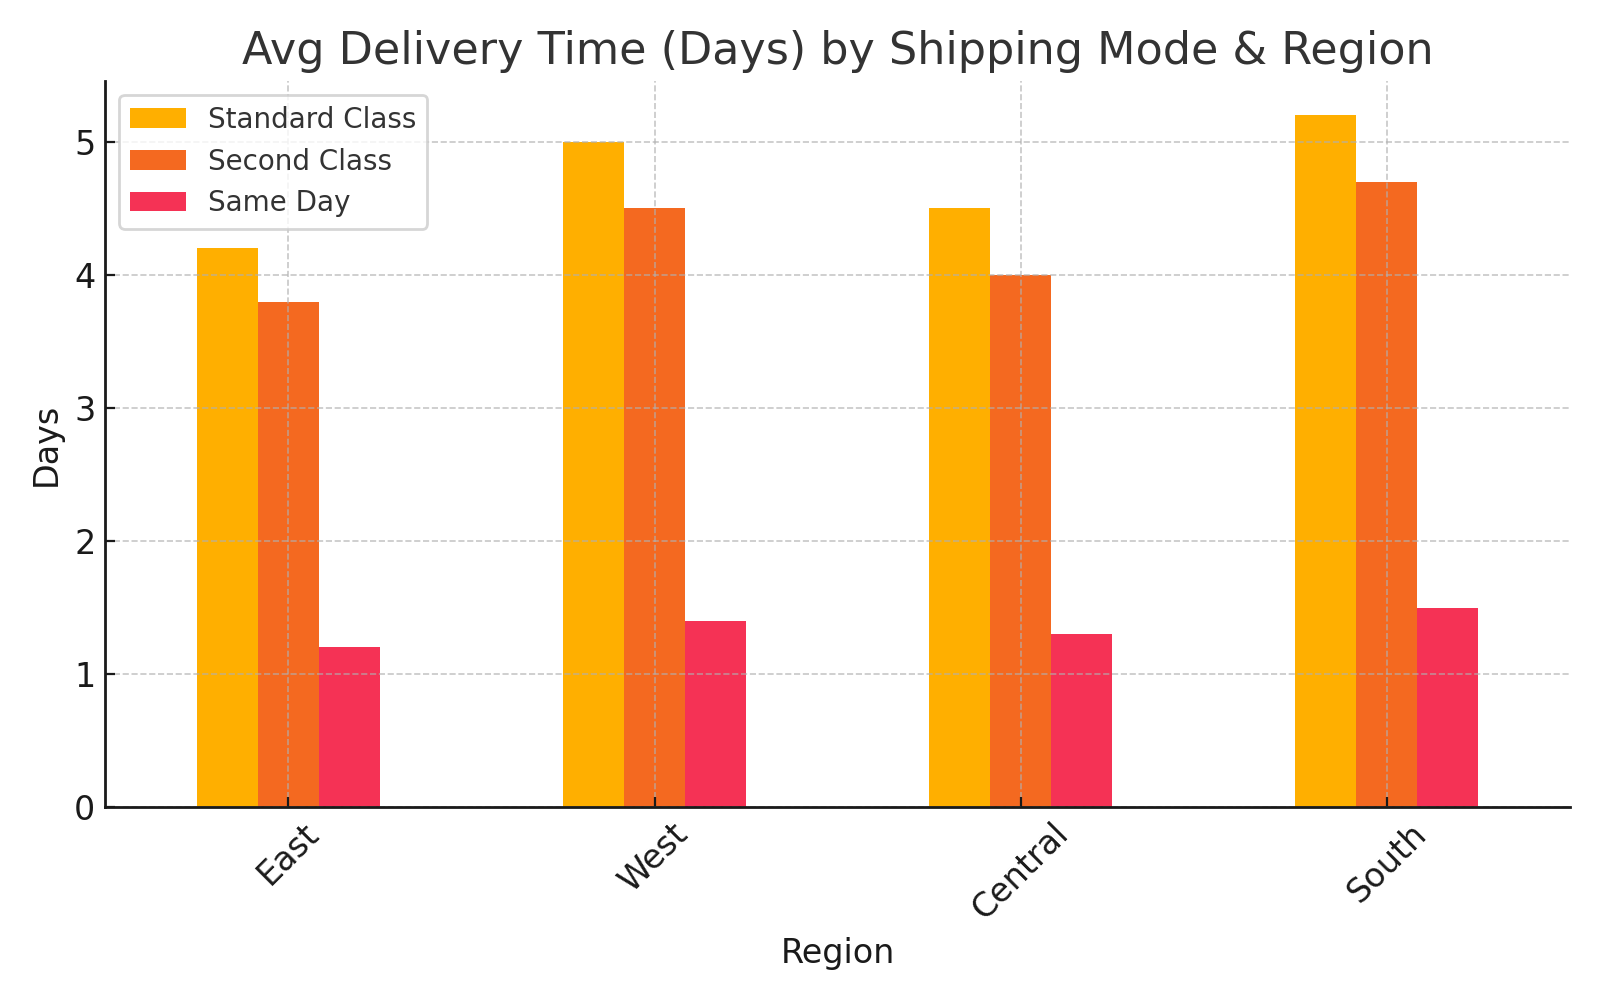 Avg Delivery Time (Days) by Shipping Mode & Region
Standard Class
Second Class
Same Day
5
4
3
2
1
0
Days
East
West
Central
South
Region